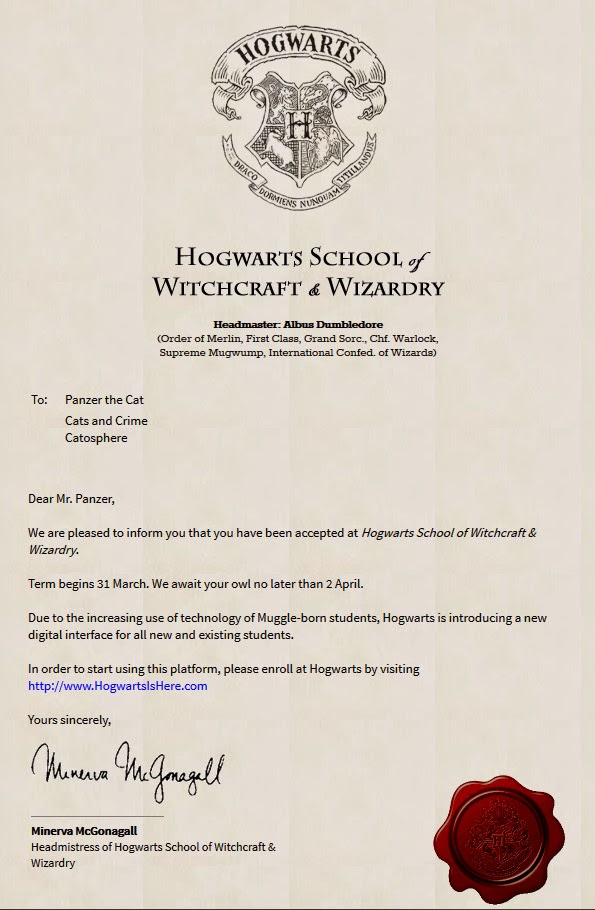 HOGWARTS
H
DRACO DORMIENS NUNQUAM TITILLANDUS
HOGWARTS SCHOOL of
WITCHCRAFT & WIZARDRY
Headmaster: Albus Dumbledore
(Order of Merlin, First Class, Grand Sorc., Chf. Warlock,
Supreme Mugwump, International Confed. of Wizards)
To: Panzer the Cat
Cats and Crime
Catosphere
Dear Mr. Panzer,
We are pleased to inform you that you have been accepted at Hogwarts School of Witchcraft &
Wizardry.
Term begins 31 March. We await your owl no later than 2 April.
Due to the increasing use of technology of Muggle-born students, Hogwarts is introducing a new
digital interface for all new and existing students.
In order to start using this platform, please enroll at Hogwarts by visiting
http://www.HogwartsIsHere.com
Yours sincerely,
Minerva McGonagall
Minerva McGonagall
Headmistress of Hogwarts School of Witchcraft &
Wizardry
H